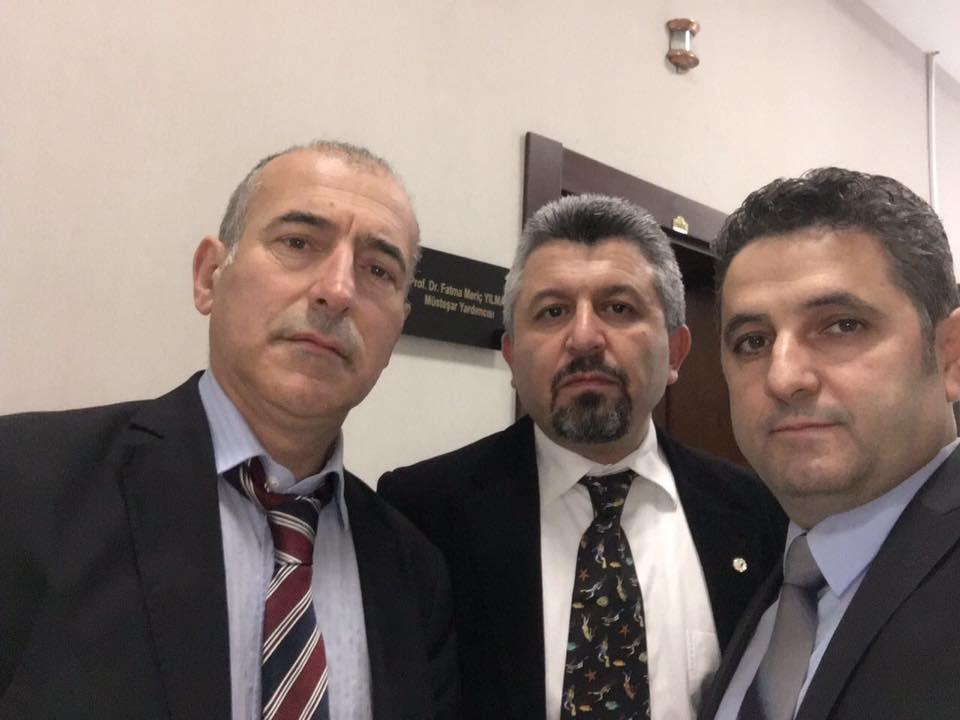 Prof. Dr. Fatma Meriç YILMA
Müsteşar Yardımcısı